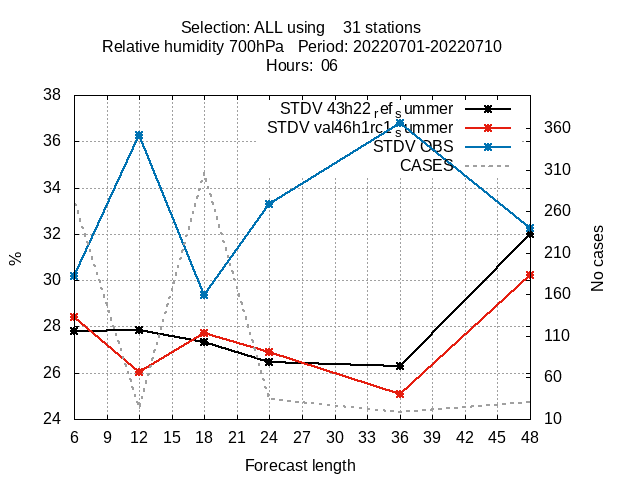 Selection: ALL using    31 stations
Relative humidity 700hPa   Period: 20220701-20220710
Hours:  06
STDV 43h22_ref_summer
STDV val46h1rc1_summer
STDV OBS
CASES
38
36
34
32
30
28
26
24
%
360
310
260
210
160
110
60
10
No cases
6 9 12 15 18 21 24 27 30 33 36 39 42 45 48
Forecast length